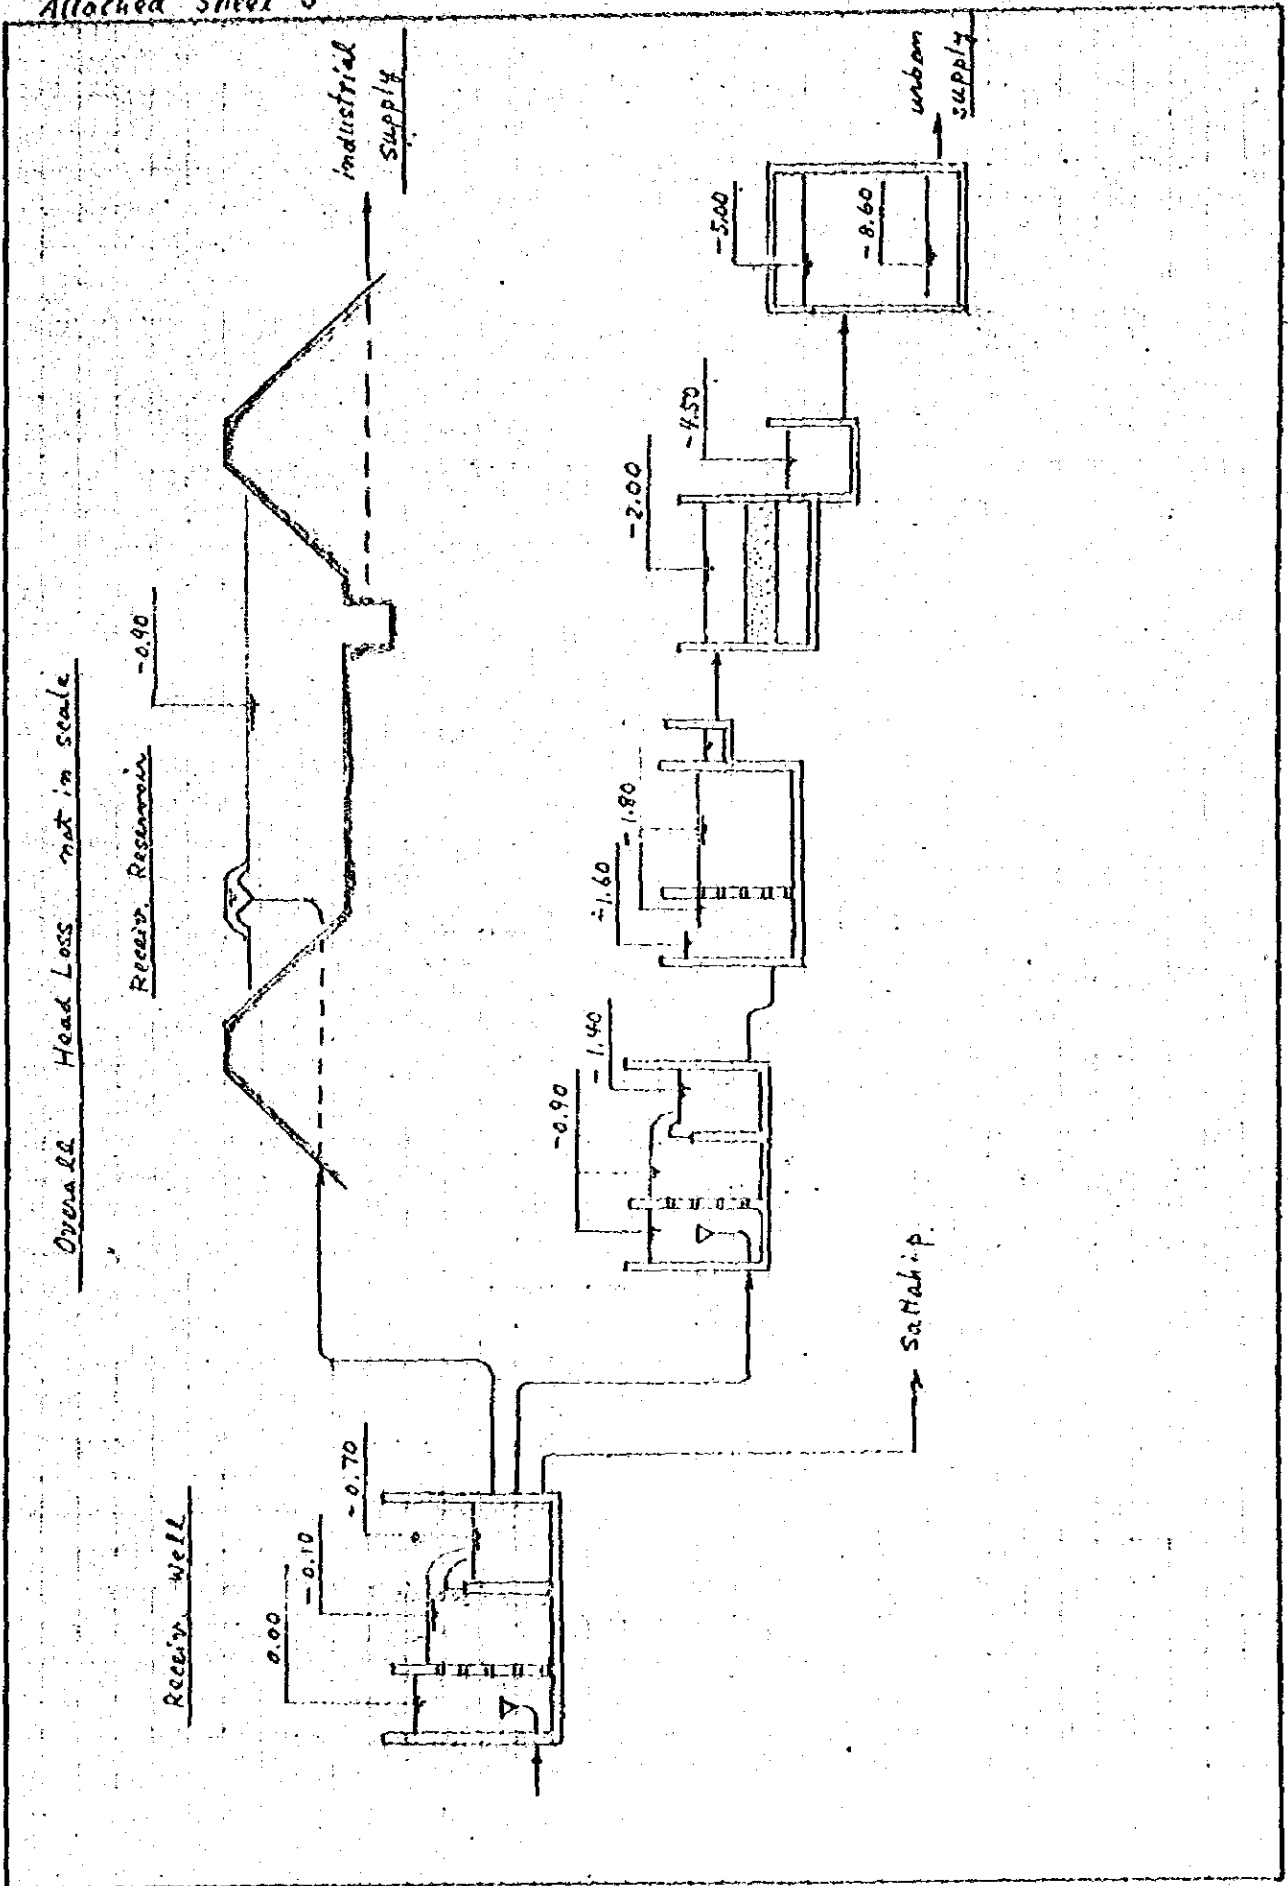 Attached Sheet 3
Overall Head Loss not in scale
Receiv. Well
0.00
-0.10
-0.70
Receiv. Reservoir
-0.90
industrial
supply
-0.90
-1.40
-1.60
-1.80
-2.00
-4.50
-5.00
-8.60
urban
supply
Sattahip.